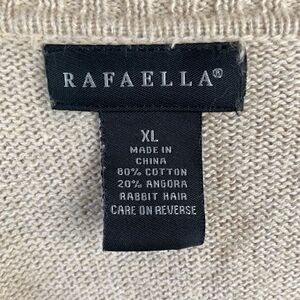 RAFAELLA®
XL
MADE IN
CHINA
80% COTTON
20% ANGORA
RABBIT HAIR
CARE ON REVERSE